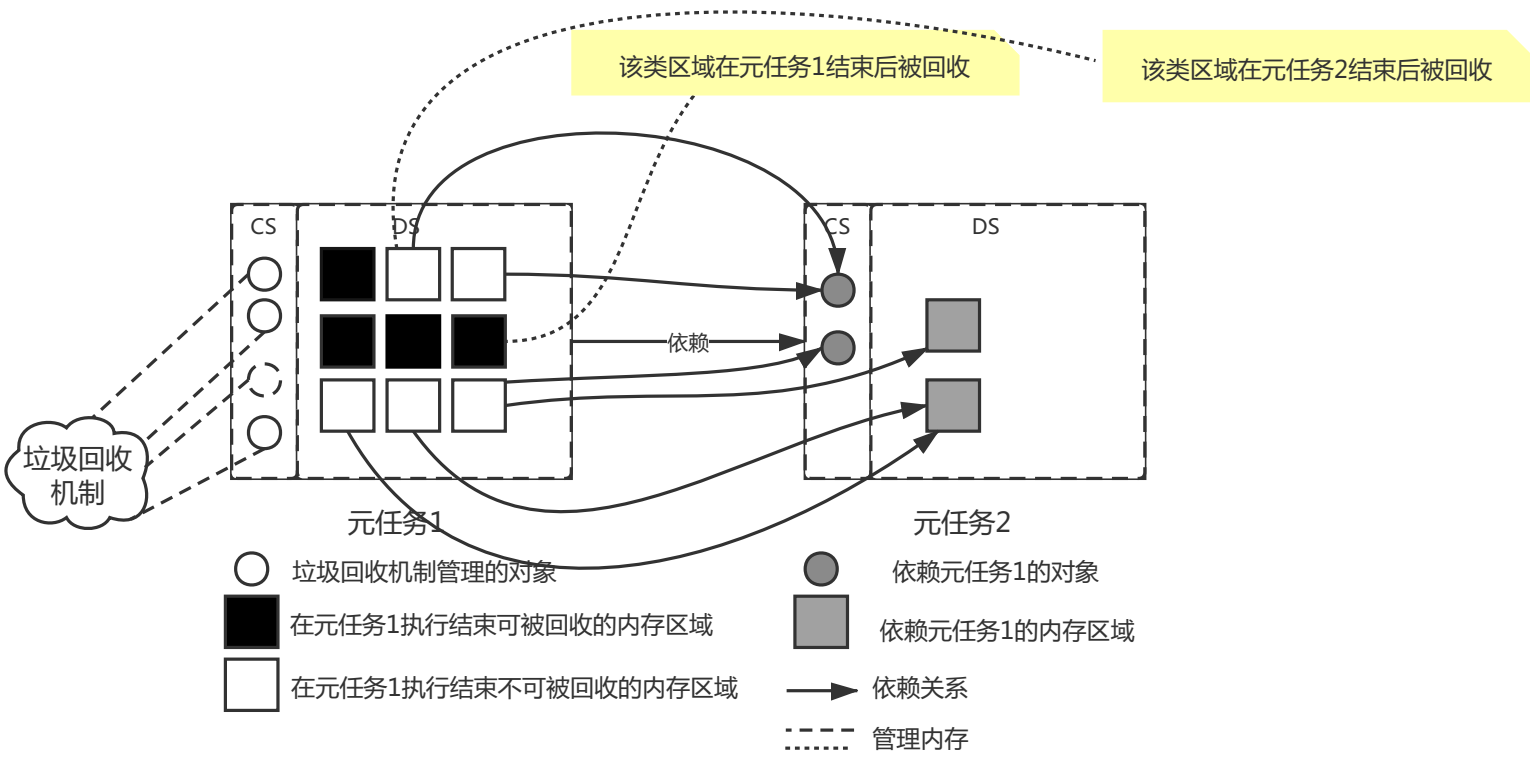 该类区域在元任务1结束后被回收
该类区域在元任务2结束后被回收
CS
DS
CS
DS
依赖
垃圾回收
机制
元任务1
元任务2
垃圾回收机制管理的对象
依赖元任务1的对象
在元任务1执行结束可被回收的内存区域
依赖元任务1的内存区域
在元任务1执行结束不可被回收的内存区域
依赖关系
管理内存